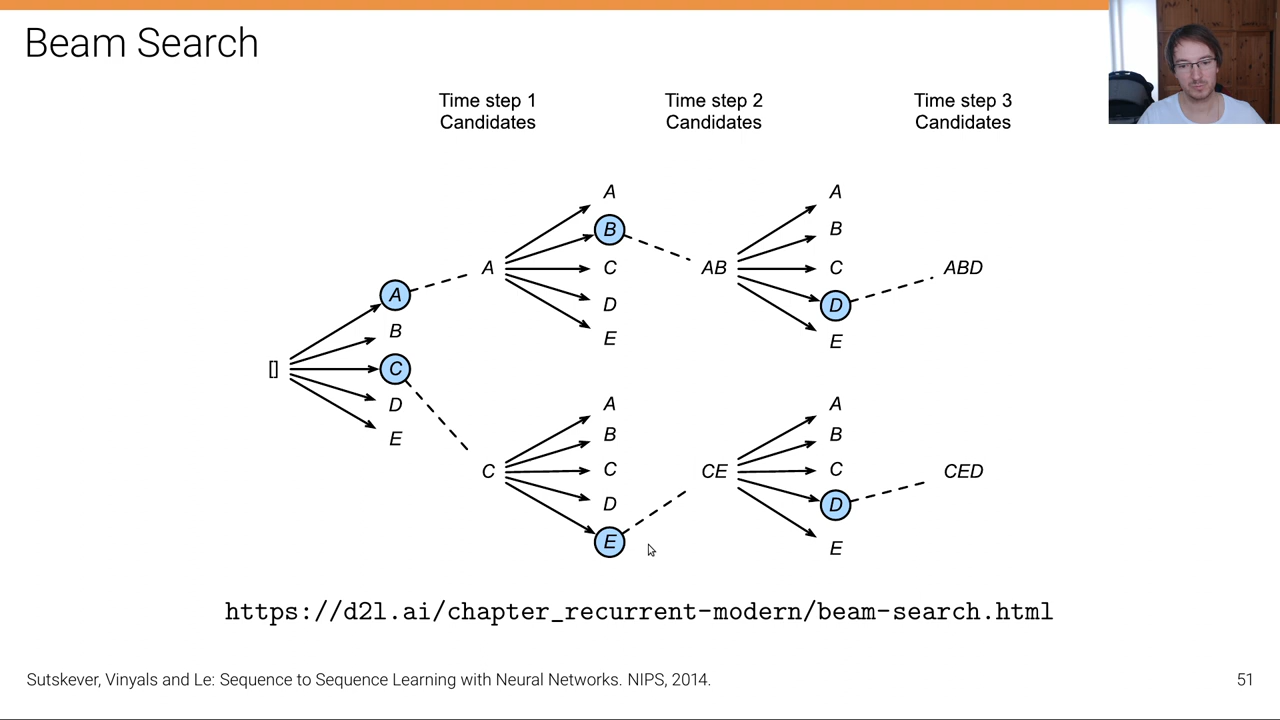 Beam Search
Time step 1
Candidates
Time step 2
Candidates
Time step 3
Candidates
[]
A
B
C
D
E
A
A
B
C
D
E
C
A
B
C
D
E
AB
A
B
C
D
E
CE
A
B
C
D
E
ABD
CED
https://d2l.ai/chapter_recurrent-modern/beam-search.html
Sutskever, Vinyals and Le: Sequence to Sequence Learning with Neural Networks. NIPS, 2014.
51